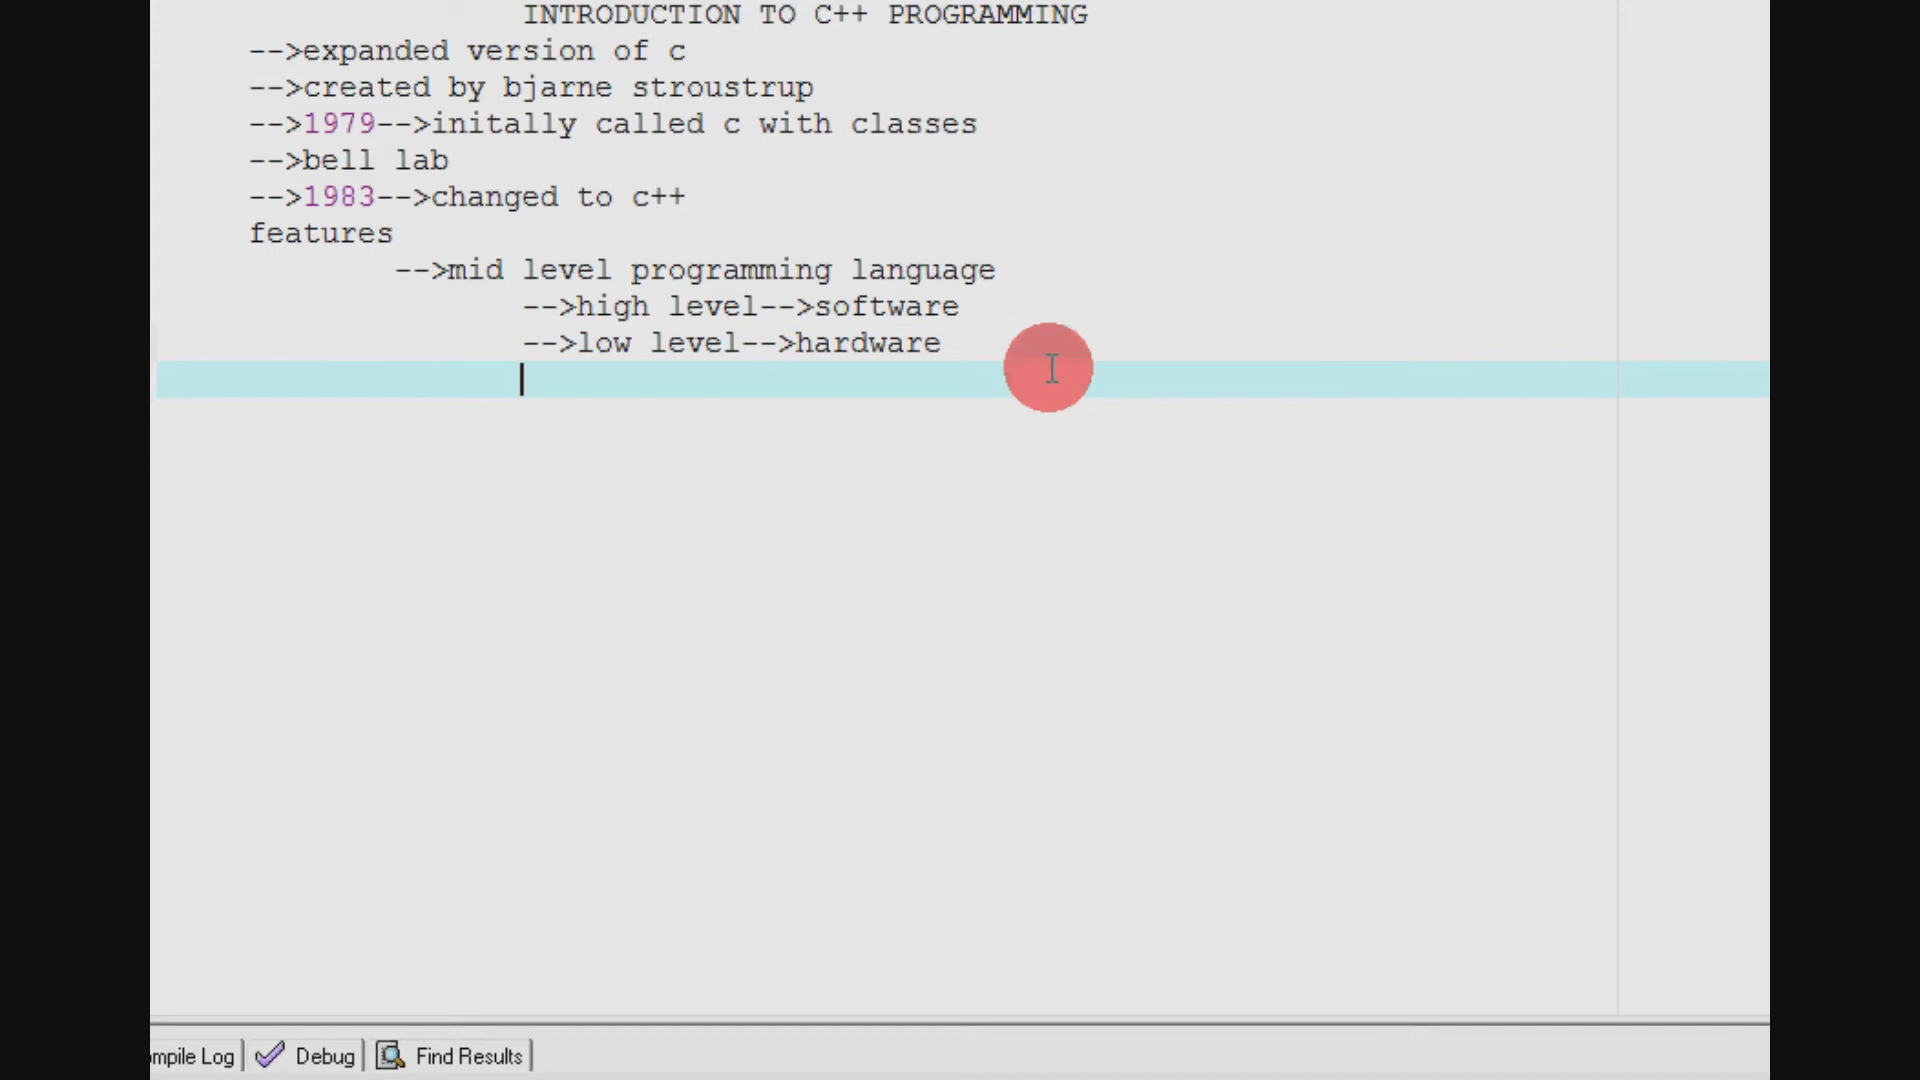 INTRODUCTION TO C++ PROGRAMMING
-->expanded version of c
-->created by bjarne stroustrup
-->1979-->initally called c with classes
-->bell lab
-->1983-->changed to c++
features
-->mid level programming language
-->high level-->software
-->low level-->hardware
mpile Log Debug Find Results